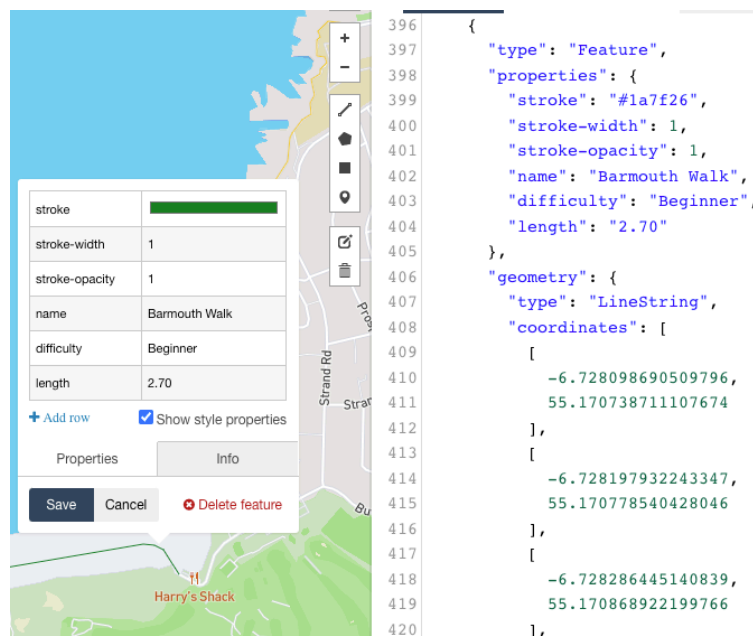 +
−
stroke
stroke-width 1
stroke-opacity 1
name Barmouth Walk
difficulty Beginner
length 2.70
+ Add row Show style properties
Properties Info
Save Cancel Delete feature
Strand Rd
Harry's Shack
396 {
397 "type": "Feature",
398 "properties": {
399 "stroke": "#1a7f26",
400 "stroke-width": 1,
401 "stroke-opacity": 1,
402 "name": "Barmouth Walk",
403 "difficulty": "Beginner",
404 "length": "2.70"
405 },
406 "geometry": {
407 "type": "LineString",
408 "coordinates": [
409 [
410 -6.728098690509796,
411 55.170738711107674
412 ],
413 [
414 -6.728197932243347,
415 55.170778540428046
416 ],
417 [
418 -6.728286445140839,
419 55.170868922199766
420 ],